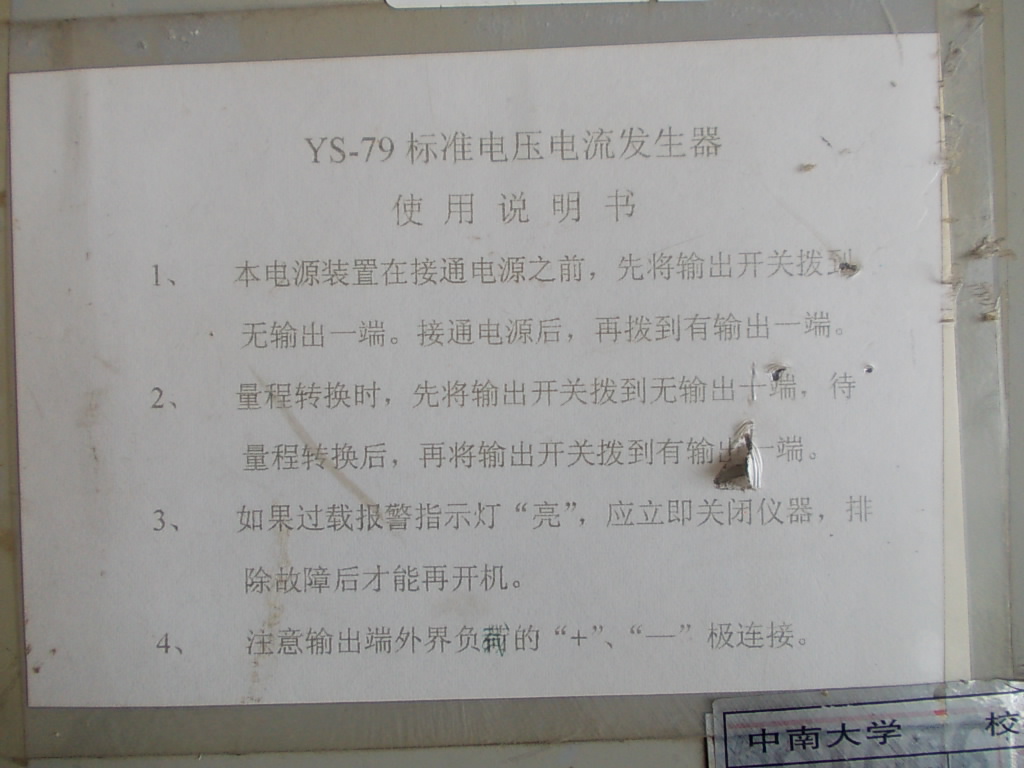 YS-79 标准电压电流发生器
使用说明书
1、 本电源装置在接通电源之前，先将输出开关拨到
无输出一端。接通电源后，再拨到有输出一端。
2、 量程转换时，先将输出开关拨到无输出一端，待
量程转换后，再将输出开关拨到有输出一端。
3、 如果过载报警指示灯“亮”，应立即关闭仪器，排
除故障后才能再开机。
4、 注意输出端外界负载的“+”、“—”极连接。
中南大学 校